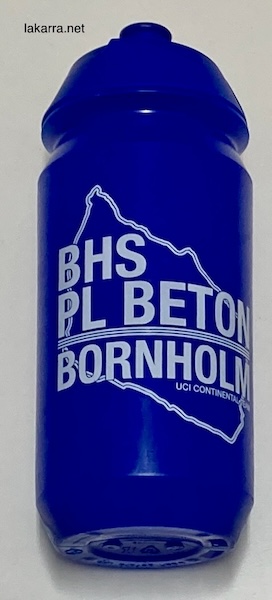 lakarra.net
BHS
PL BETON
BORNHOLM
UCI CONTINENTAL